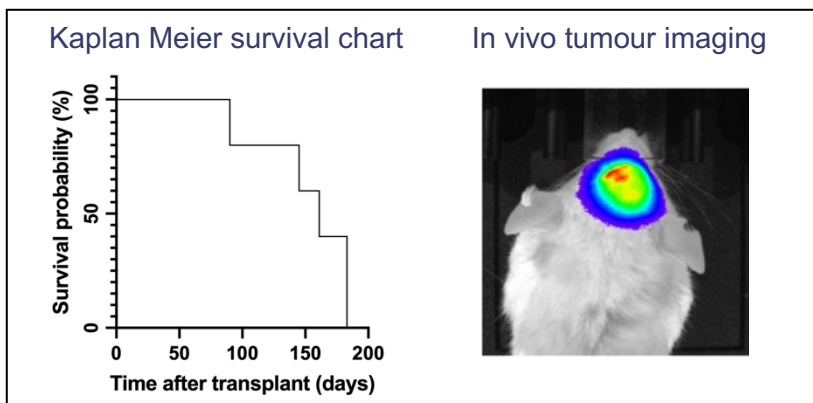 Kaplan Meier survival chart
In vivo tumour imaging
Survival probability (%)
100
50
0
0 50 100 150 200
Time after transplant (days)